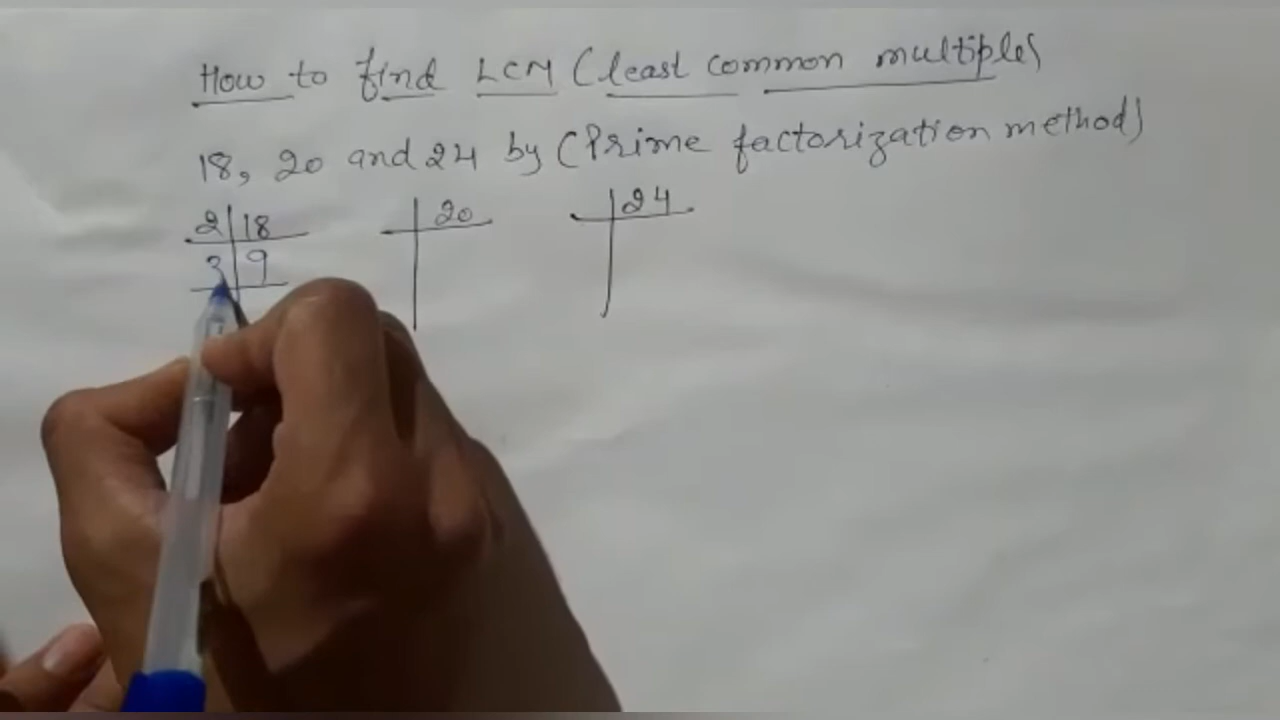 How to find LCM (least common multiples
18, 20 and 24 by (Prime factorization method)
2 18 20 24
3 9